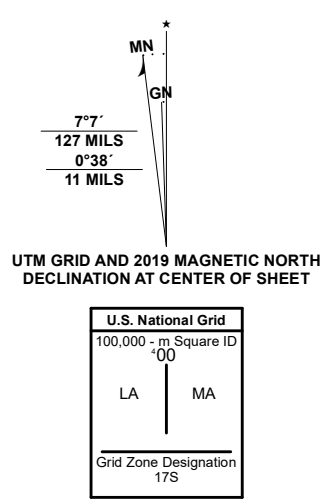 ★
MN
GN
7°7´
127 MILS
0°38´
11 MILS
UTM GRID AND 2019 MAGNETIC NORTH
DECLINATION AT CENTER OF SHEET
U.S. National Grid
100,000 - m Square ID
⁴00
LA MA
Grid Zone Designation
17S